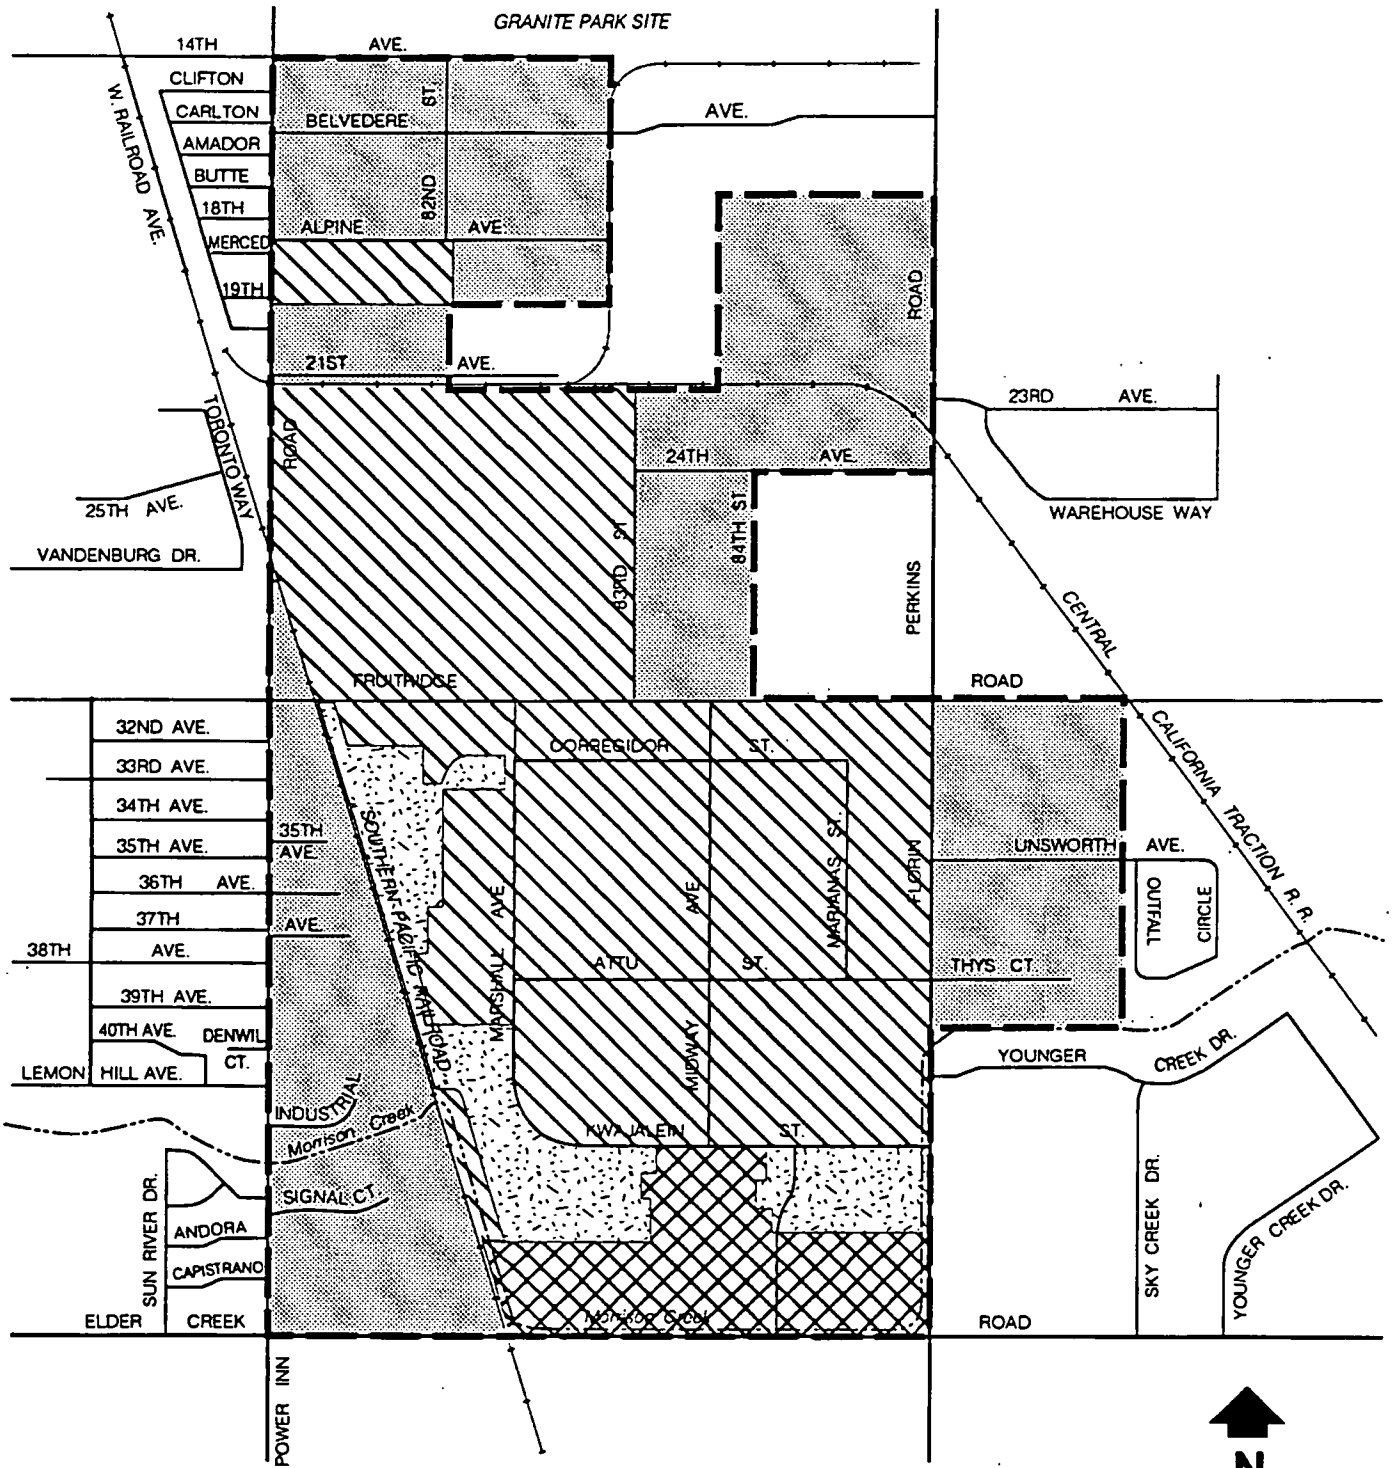 GRANITE PARK SITE
14TH AVE.
CLIFTON
W. RAILROAD AVE.
ST.
CARLTON
BELVEDERE AVE.
AMADOR
BUTTE
82ND
18TH
ALPINE AVE.
MERCED
19TH
ROAD
21ST AVE.
23RD AVE.
TORONTO WAY
ROAD
24TH AVE.
25TH AVE.
WAREHOUSE WAY
83RD ST
84TH ST.
VANDENBURG DR.
PERKINS
CENTRAL
FRUITRIDGE ROAD
32ND AVE.
CORREGIDOR ST.
CALIFORNIA TRACTION R.R.
33RD AVE.
34TH AVE.
35TH
AVE.
35TH AVE.
SOUTHERN PACIFIC RAILROAD
MARIANAS ST.
FLORIN
UNSWORTH AVE.
36TH AVE.
MARSHALL AVE
MIDWAY AVE
OUTFALL
CIRCLE
37TH AVE.
38TH AVE.
ATTU ST.
THYS CT.
39TH AVE.
40TH AVE.
DENWIL
CT.
YOUNGER CREEK DR.
LEMON HILL AVE.
INDUSTRIAL
Morrison Creek
KWAJALEIN ST.
SUN RIVER DR.
SIGNAL CT.
SKY CREEK DR.
YOUNGER CREEK DR.
ANDORA
CAPISTRANO
Morrison Creek
ELDER CREEK ROAD
POWER INN
N